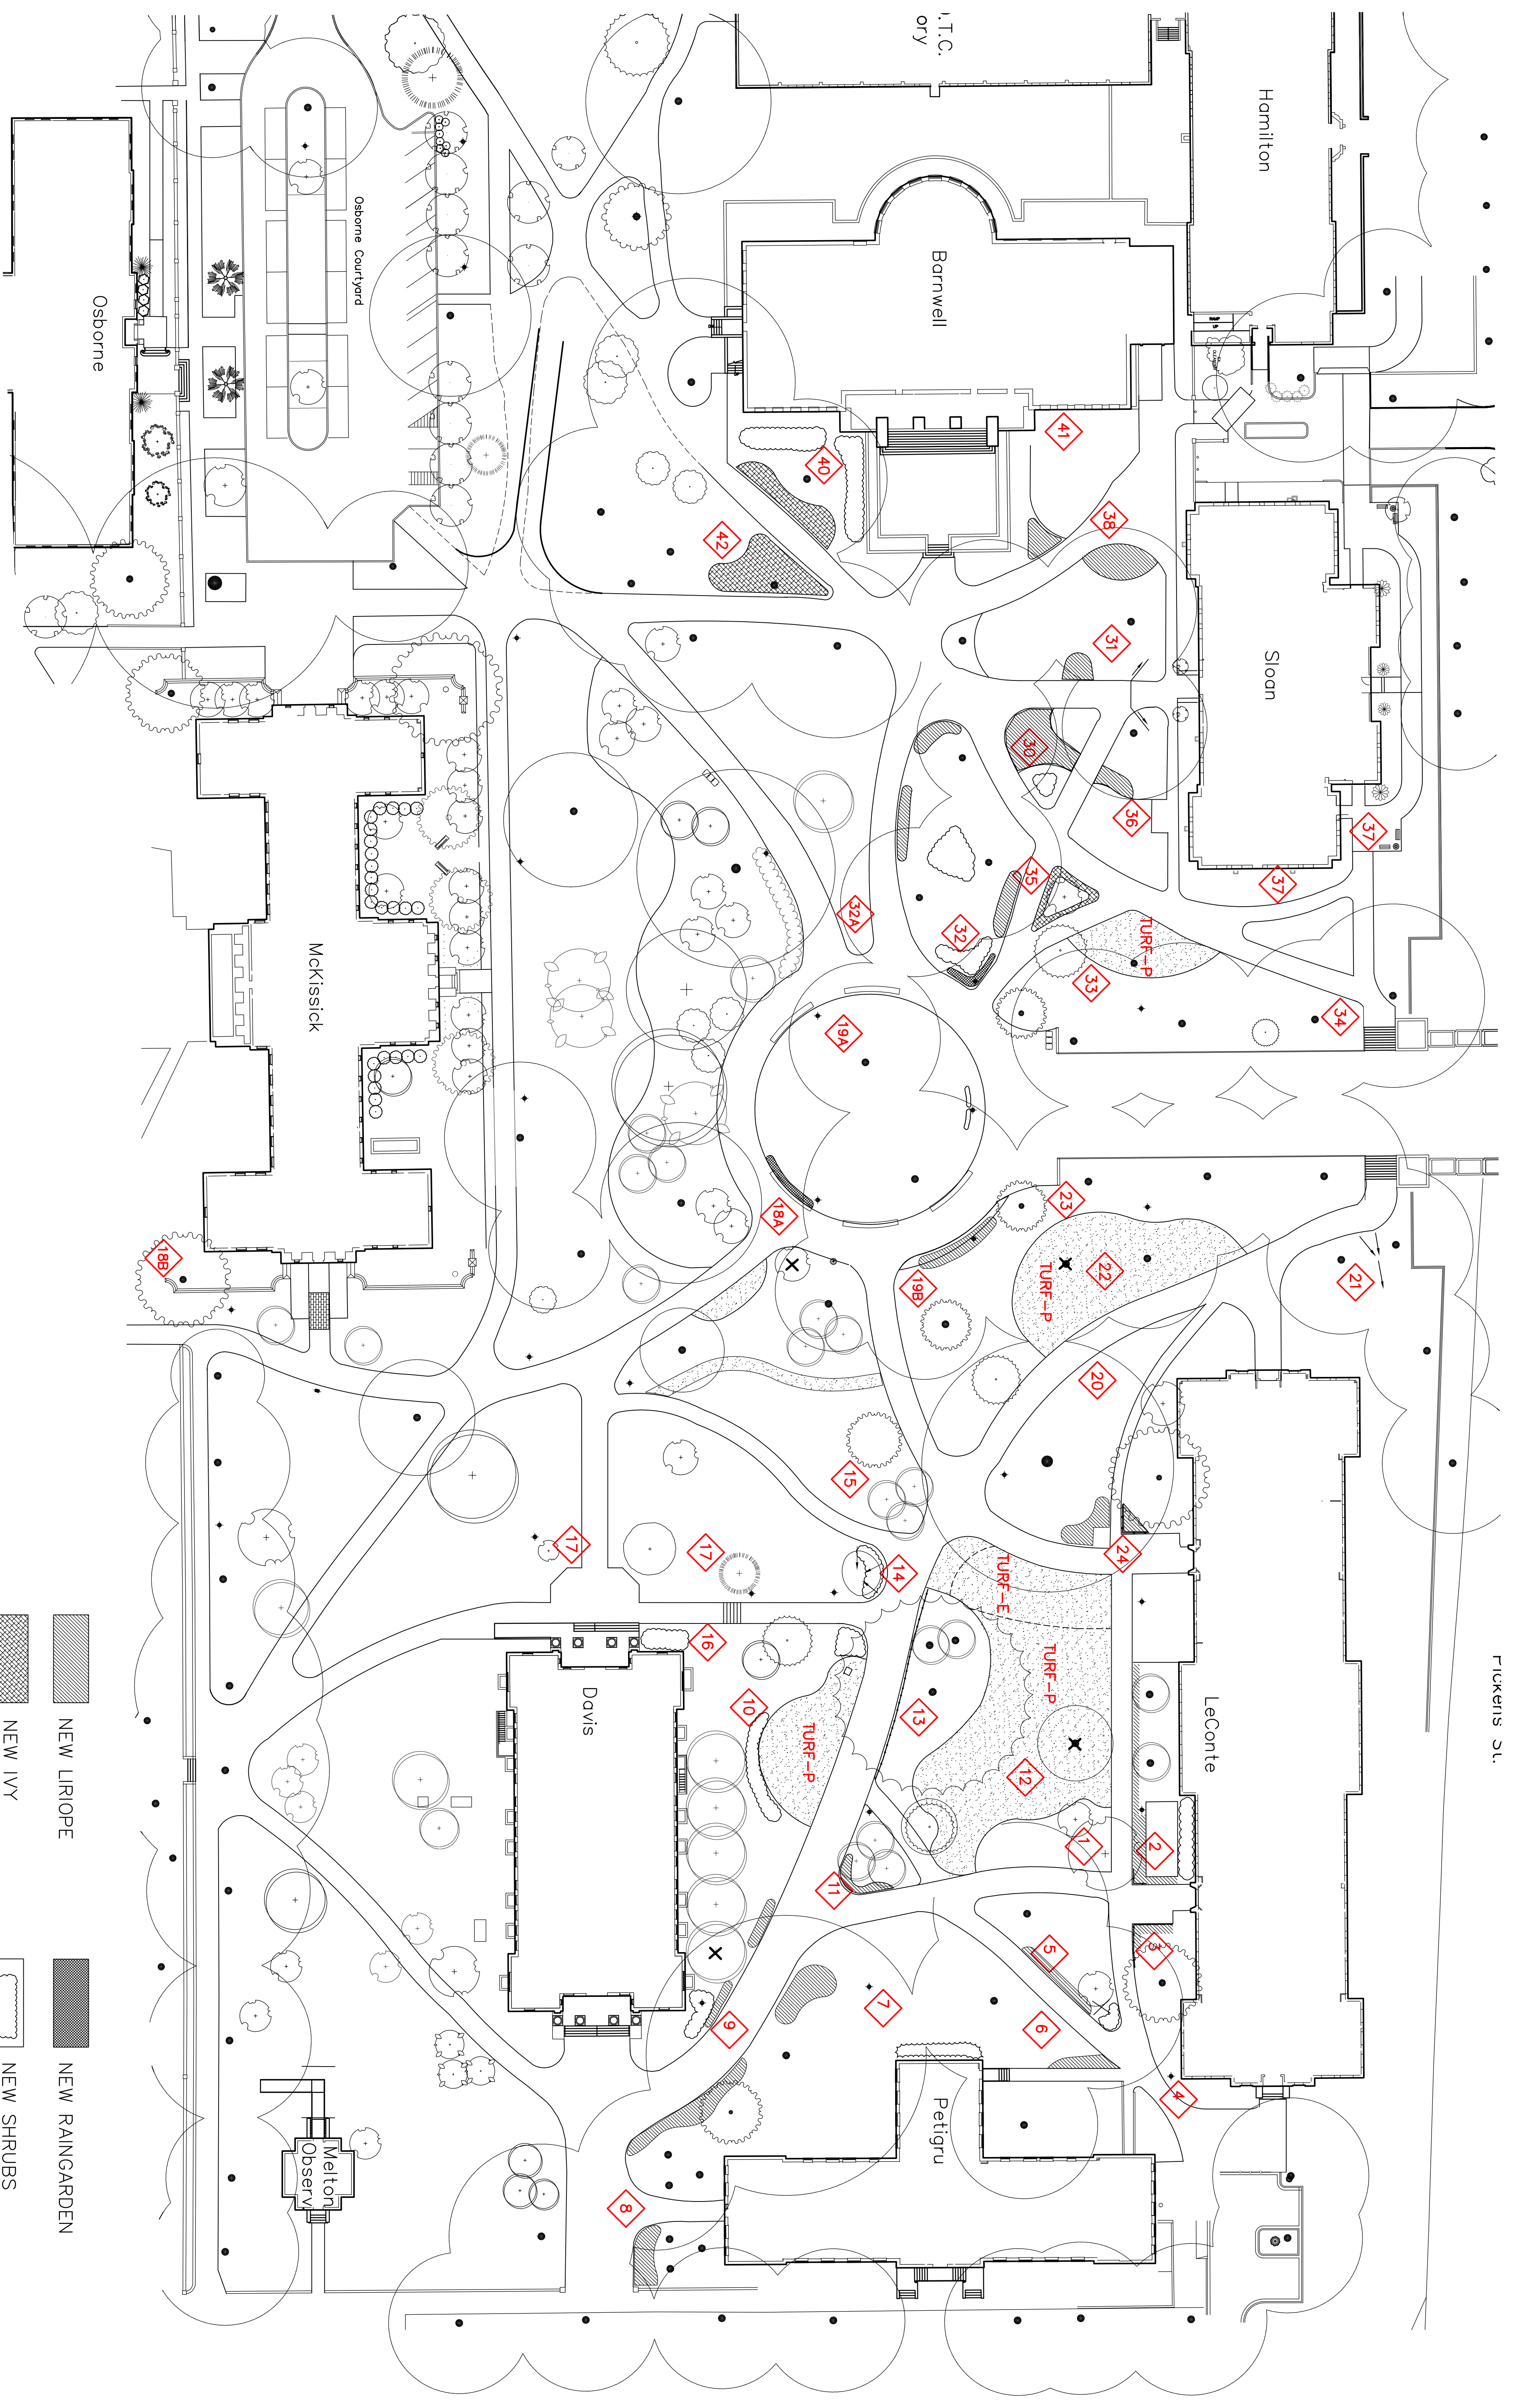 O.T.C.
ory
Hamilton
Barnwell
Osborne Courtyard
Osborne
RAMP
UP
41
40
38
42
31
Sloan
30
36
37
37
35
32A
32
TURF-P
33
34
McKissick
19A
18A
18B
23
22
TURF-P
19B
21
20
15
17
17
14
24
TURF-E
TURF-P
16
10
TURF-P
13
12
1
2
Davis
LeConte
Pickens St.
11
5
3
7
6
9
4
Petigru
8
Melton
Observ.
NEW LIRIOPE
NEW IVY
NEW RAINGARDEN
NEW SHRUBS